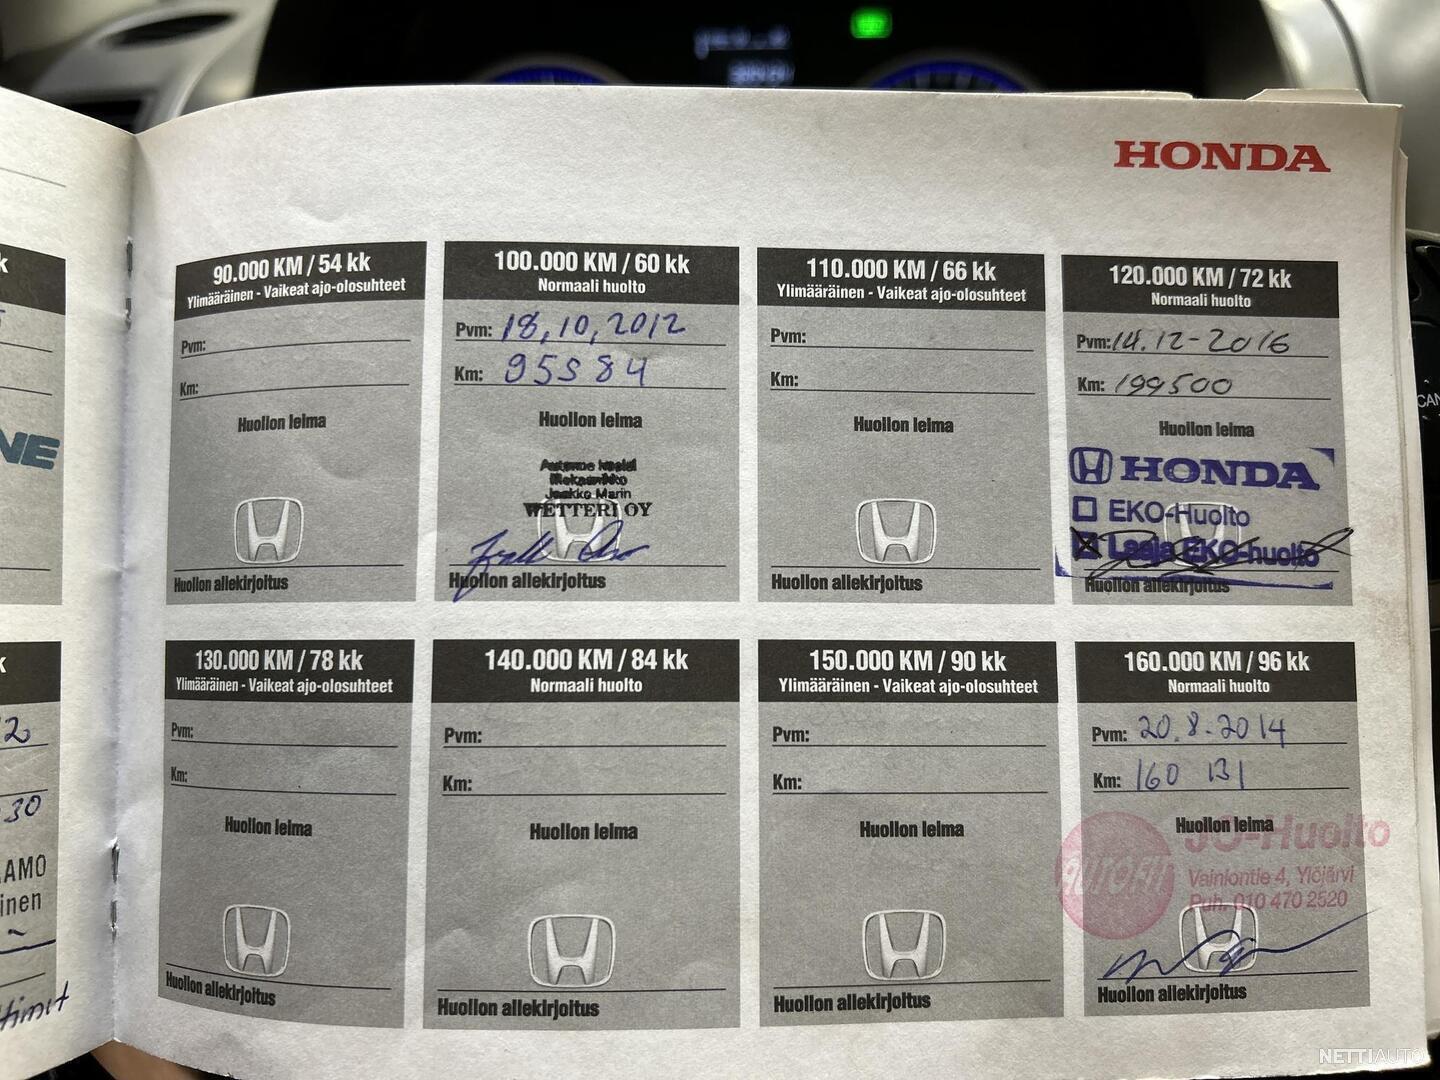 HONDA
90.000 KM / 54 kk
Ylimääräinen - Vaikeat ajo-olosuhteet
Pvm:
Km:
Huollon leima
Huollon allekirjoitus
100.000 KM / 60 kk
Normaali huolto
Pvm: 18,10,2012
Km: 95584
Huollon leima
Jaakko Marin
WETTERI OY
Huollon allekirjoitus
110.000 KM / 66 kk
Ylimääräinen - Vaikeat ajo-olosuhteet
Pvm:
Km:
Huollon leima
Huollon allekirjoitus
120.000 KM / 72 kk
Normaali huolto
Pvm: 14.12-2016
Km: 199500
Huollon leima
HONDA
EKO-Huolto
Laaja EKO-huolto
Huollon allekirjoitus
130.000 KM / 78 kk
Ylimääräinen - Vaikeat ajo-olosuhteet
Pvm:
Km:
Huollon leima
Huollon allekirjoitus
140.000 KM / 84 kk
Normaali huolto
Pvm:
Km:
Huollon leima
Huollon allekirjoitus
150.000 KM / 90 kk
Ylimääräinen - Vaikeat ajo-olosuhteet
Pvm:
Km:
Huollon leima
Huollon allekirjoitus
160.000 KM / 96 kk
Normaali huolto
Pvm: 20.8.2014
Km: 160 131
Huollon leima
AUTOFIT
JO-Huolto
Vainiontie 4, Ylöjärvi
Puh. 010 470 2520
Huollon allekirjoitus
NETTIAUTO